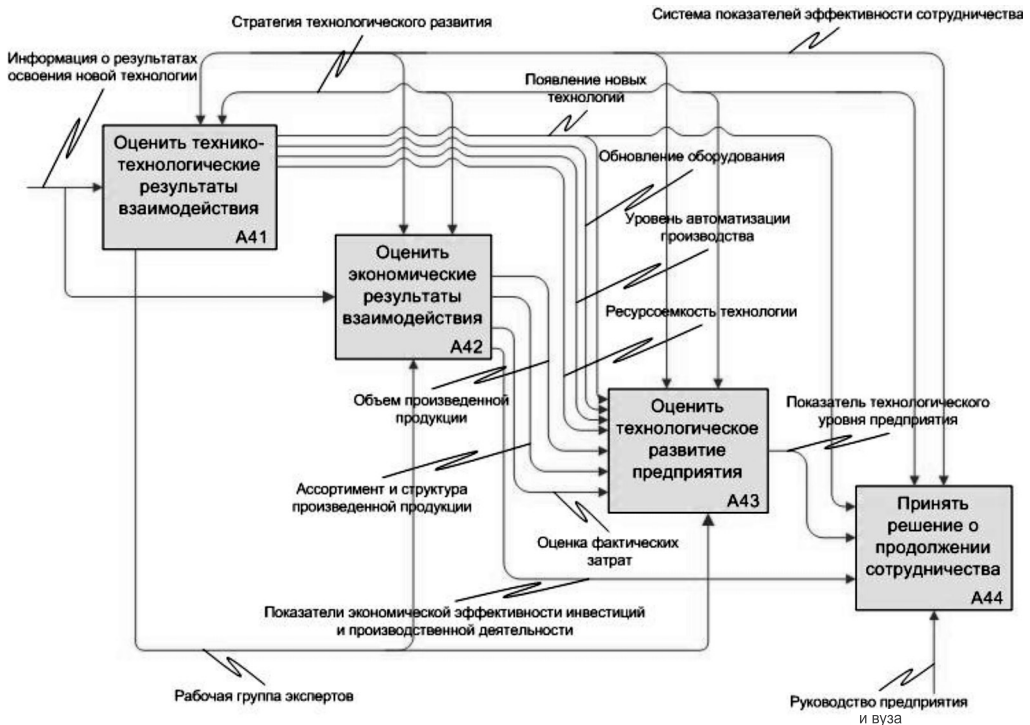 Стратегия технологического развития
Система показателей эффективности сотрудничества
Информация о результатах
освоения новой технологии
Появление новых
технологий
Оценить технико-
технологические
результаты
взаимодействия
A41
Обновление оборудования
Уровень автоматизации
производства
Оценить
экономические
результаты
взаимодействия
A42
Ресурсоемкость технологии
Объем произведенной
продукции
Оценить
технологическое
развитие
предприятия
A43
Показатель технологического
уровня предприятия
Ассортимент и структура
произведенной продукции
Оценка фактических
затрат
Принять
решение о
продолжении
сотрудничества
A44
Показатели экономической эффективности инвестиций
и производственной деятельности
Рабочая группа экспертов
Руководство предприятия
и вуза